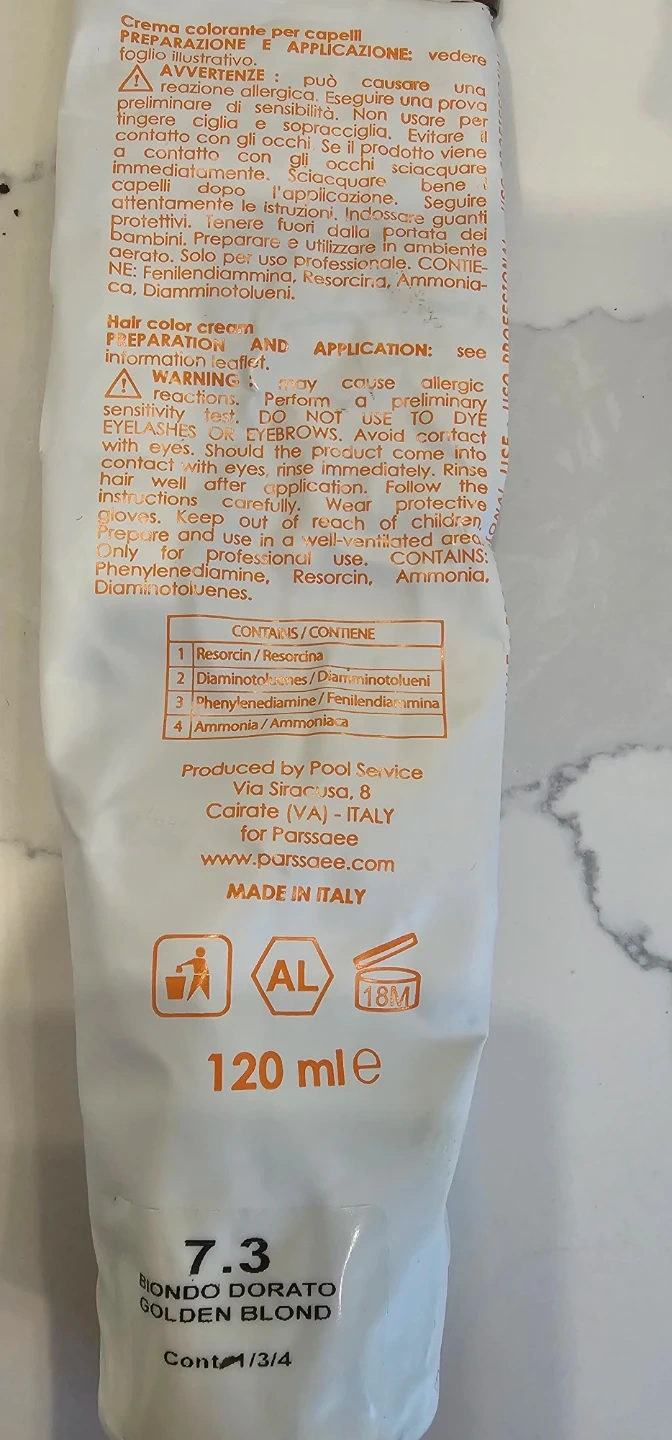 Crema colorante per capelli
PREPARAZIONE E APPLICAZIONE: vedere
foglio illustrativo.
AVVERTENZE : può causare una
reazione allergica. Eseguire una prova
preliminare di sensibilità. Non usare per
tingere ciglia e sopracciglia. Evitare il
contatto con gli occhi. Se il prodotto viene
a contatto con gli occhi sciacquare
immediatamente. Sciacquare bene i
capelli dopo l'applicazione. Seguire
attentamente le istruzioni. Indossare guanti
protettivi. Tenere fuori dalla portata dei
bambini. Preparare e utilizzare in ambiente
aerato. Solo per uso professionale. CONTIE-
NE: Fenilendiammina, Resorcina, Ammonia-
ca, Diamminotolueni.
Hair color cream
PREPARATION AND APPLICATION: see
information leaflet.
WARNING : may cause allergic
reactions. Perform a preliminary
sensitivity test. DO NOT USE TO DYE
EYELASHES OR EYEBROWS. Avoid contact
with eyes. Should the product come into
contact with eyes, rinse immediately. Rinse
hair well after application. Follow the
instructions carefully. Wear protective
gloves. Keep out of reach of children.
Prepare and use in a well-ventilated area.
Only for professional use. CONTAINS:
Phenylenediamine, Resorcin, Ammonia,
Diaminotoluenes.
CONTAINS / CONTIENE
1 Resorcin / Resorcina
2 Diaminotoluenes / Diamminotolueni
3 Phenylenediamine / Fenilendiammina
4 Ammonia / Ammoniaca
Produced by Pool Service
Via Siracusa, 8
Cairate (VA) - ITALY
for Parssaee
www.parssaee.com
MADE IN ITALY
AL
18M
120 ml e
7.3
BIONDO DORATO
GOLDEN BLOND
Cont 1/3/4